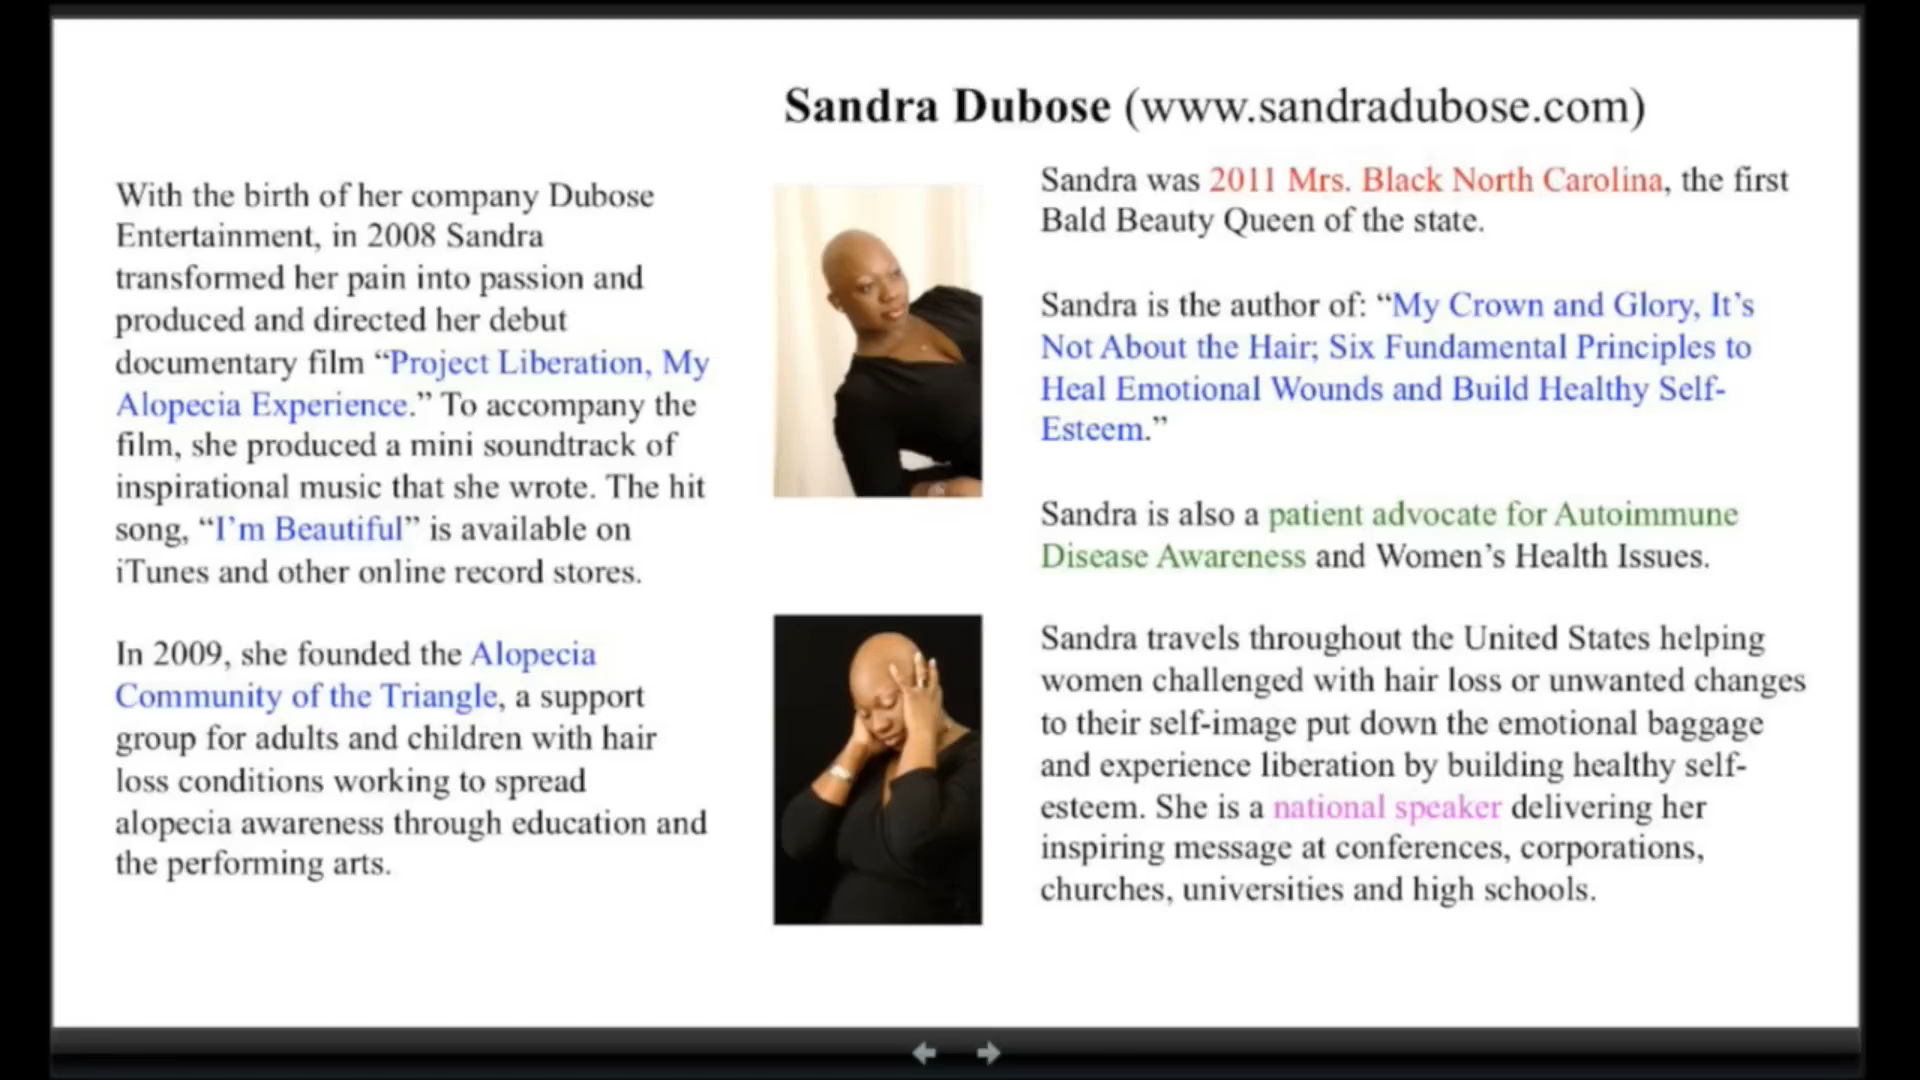 Sandra Dubose (www.sandradubose.com)
With the birth of her company Dubose
Entertainment, in 2008 Sandra
transformed her pain into passion and
produced and directed her debut
documentary film “Project Liberation, My
Alopecia Experience.” To accompany the
film, she produced a mini soundtrack of
inspirational music that she wrote. The hit
song, “I’m Beautiful” is available on
iTunes and other online record stores.
In 2009, she founded the Alopecia
Community of the Triangle, a support
group for adults and children with hair
loss conditions working to spread
alopecia awareness through education and
the performing arts.
Sandra was 2011 Mrs. Black North Carolina, the first
Bald Beauty Queen of the state.
Sandra is the author of: “My Crown and Glory, It’s
Not About the Hair; Six Fundamental Principles to
Heal Emotional Wounds and Build Healthy Self-
Esteem.”
Sandra is also a patient advocate for Autoimmune
Disease Awareness and Women’s Health Issues.
Sandra travels throughout the United States helping
women challenged with hair loss or unwanted changes
to their self-image put down the emotional baggage
and experience liberation by building healthy self-
esteem. She is a national speaker delivering her
inspiring message at conferences, corporations,
churches, universities and high schools.